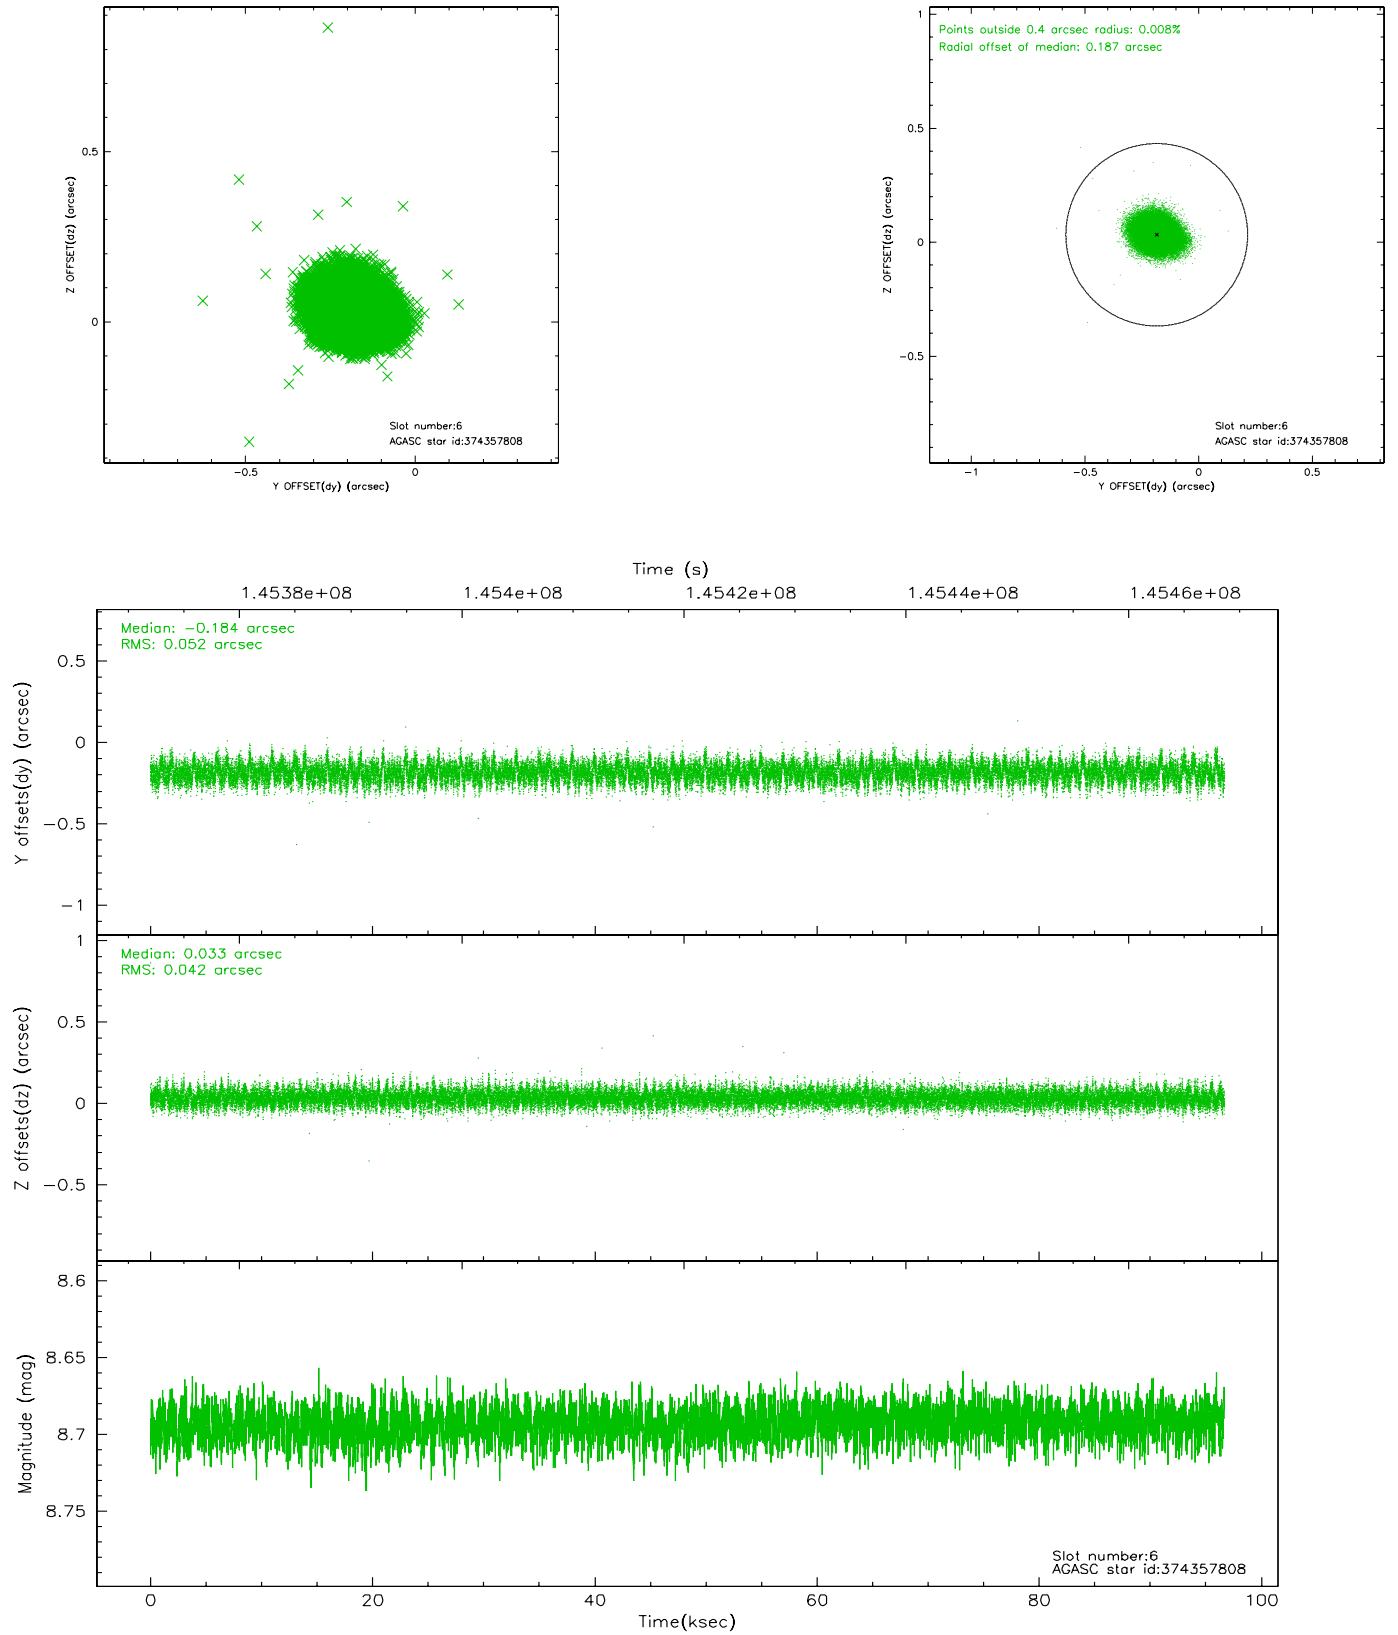 0.5
0
-0.5
0
Z OFFSET(dz) (arcsec)
Y OFFSET(dy) (arcsec)
Slot number:6
AGASC star id:374357808
Points outside 0.4 arcsec radius: 0.008%
Radial offset of median: 0.187 arcsec
1
0.5
0
-0.5
-1
-0.5
0
0.5
Z OFFSET(dz) (arcsec)
Y OFFSET(dy) (arcsec)
Slot number:6
AGASC star id:374357808
Time (s)
1.4538e+08 1.454e+08 1.4542e+08 1.4544e+08 1.4546e+08
Median: -0.184 arcsec
RMS: 0.052 arcsec
0.5
0
-0.5
-1
Y offsets(dy) (arcsec)
Median: 0.033 arcsec
RMS: 0.042 arcsec
1
0.5
0
-0.5
Z offsets(dz) (arcsec)
8.6
8.65
8.7
8.75
Magnitude (mag)
Slot number:6
AGASC star id:374357808
0 20 40 60 80 100
Time(ksec)